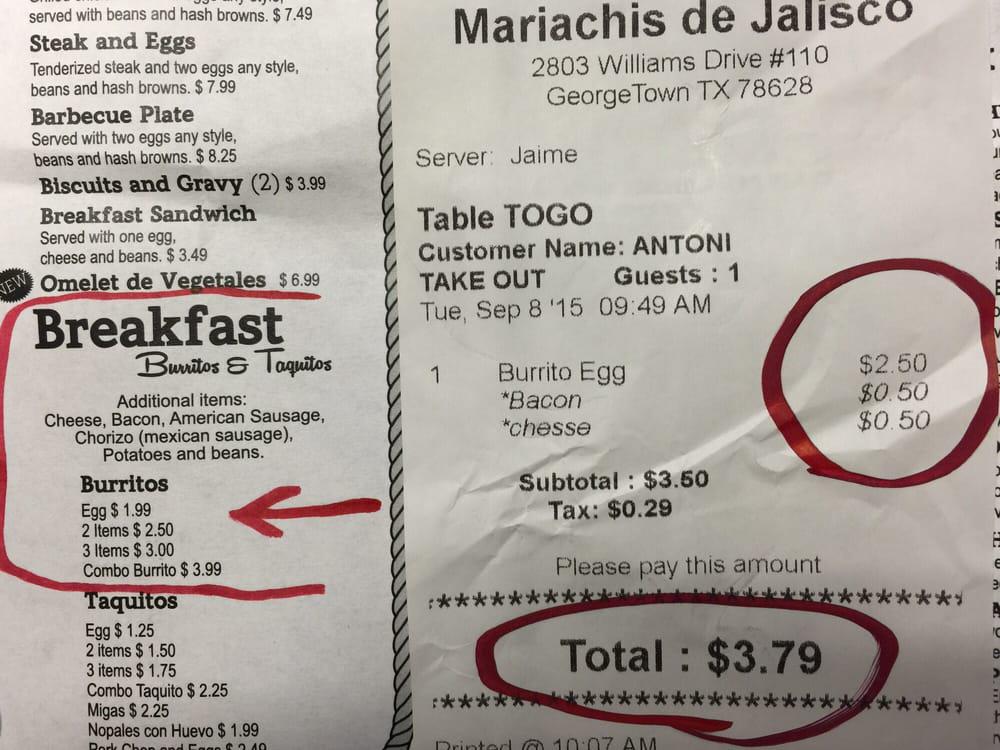 served with beans and hash browns. $ 7.49
Steak and Eggs
Tenderized steak and two eggs any style,
beans and hash browns. $ 7.99
Barbecue Plate
Served with two eggs any style,
beans and hash browns. $ 8.25
Biscuits and Gravy (2) $ 3.99
Breakfast Sandwich
Served with one egg,
cheese and beans. $ 3.49
NEW Omelet de Vegetales $ 6.99
Breakfast
Burritos & Taquitos
Additional items:
Cheese, Bacon, American Sausage,
Chorizo (mexican sausage),
Potatoes and beans.
Burritos
Egg $ 1.99
2 Items $ 2.50
3 Items $ 3.00
Combo Burrito $ 3.99
Taquitos
Egg $ 1.25
2 items $ 1.50
3 items $ 1.75
Combo Taquito $ 2.25
Migas $ 2.25
Nopales con Huevo $ 1.99
Pork Chop and Eggs $ 2.49
Mariachis de Jalisco
2803 Williams Drive #110
GeorgeTown TX 78628
Server: Jaime
Table TOGO
Customer Name: ANTONI
TAKE OUT Guests : 1
Tue, Sep 8 '15 09:49 AM
1 Burrito Egg $2.50
*Bacon $0.50
*chesse $0.50
Subtotal : $3.50
Tax: $0.29
Please pay this amount
Total : $3.79
Printed @ 10:07 AM